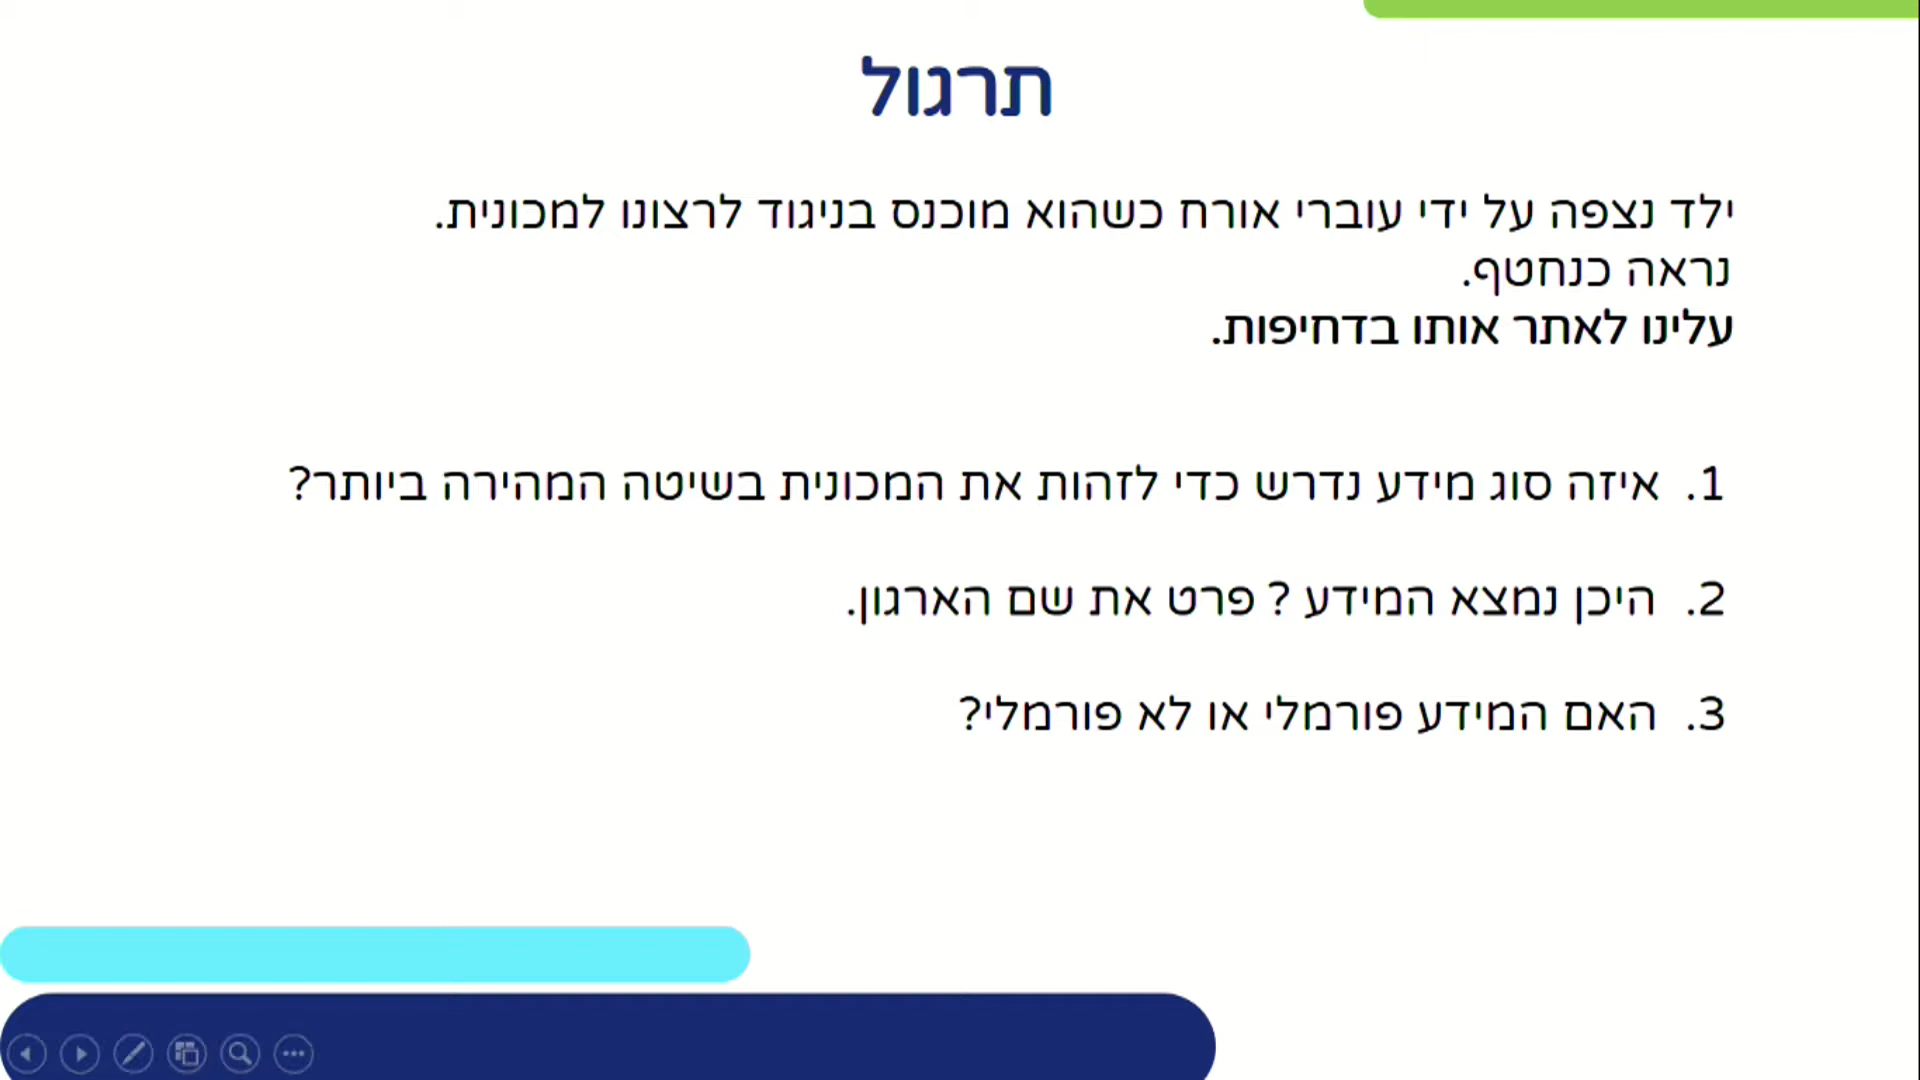 תרגול
ילד נצפה על ידי עוברי אורח כשהוא מוכנס בניגוד לרצונו למכונית.
נראה כנחטף.
עלינו לאתר אותו בדחיפות.
1. איזה סוג מידע נדרש כדי לזהות את המכונית בשיטה המהירה ביותר?
2. היכן נמצא המידע ? פרט את שם הארגון.
3. האם המידע פורמלי או לא פורמלי?